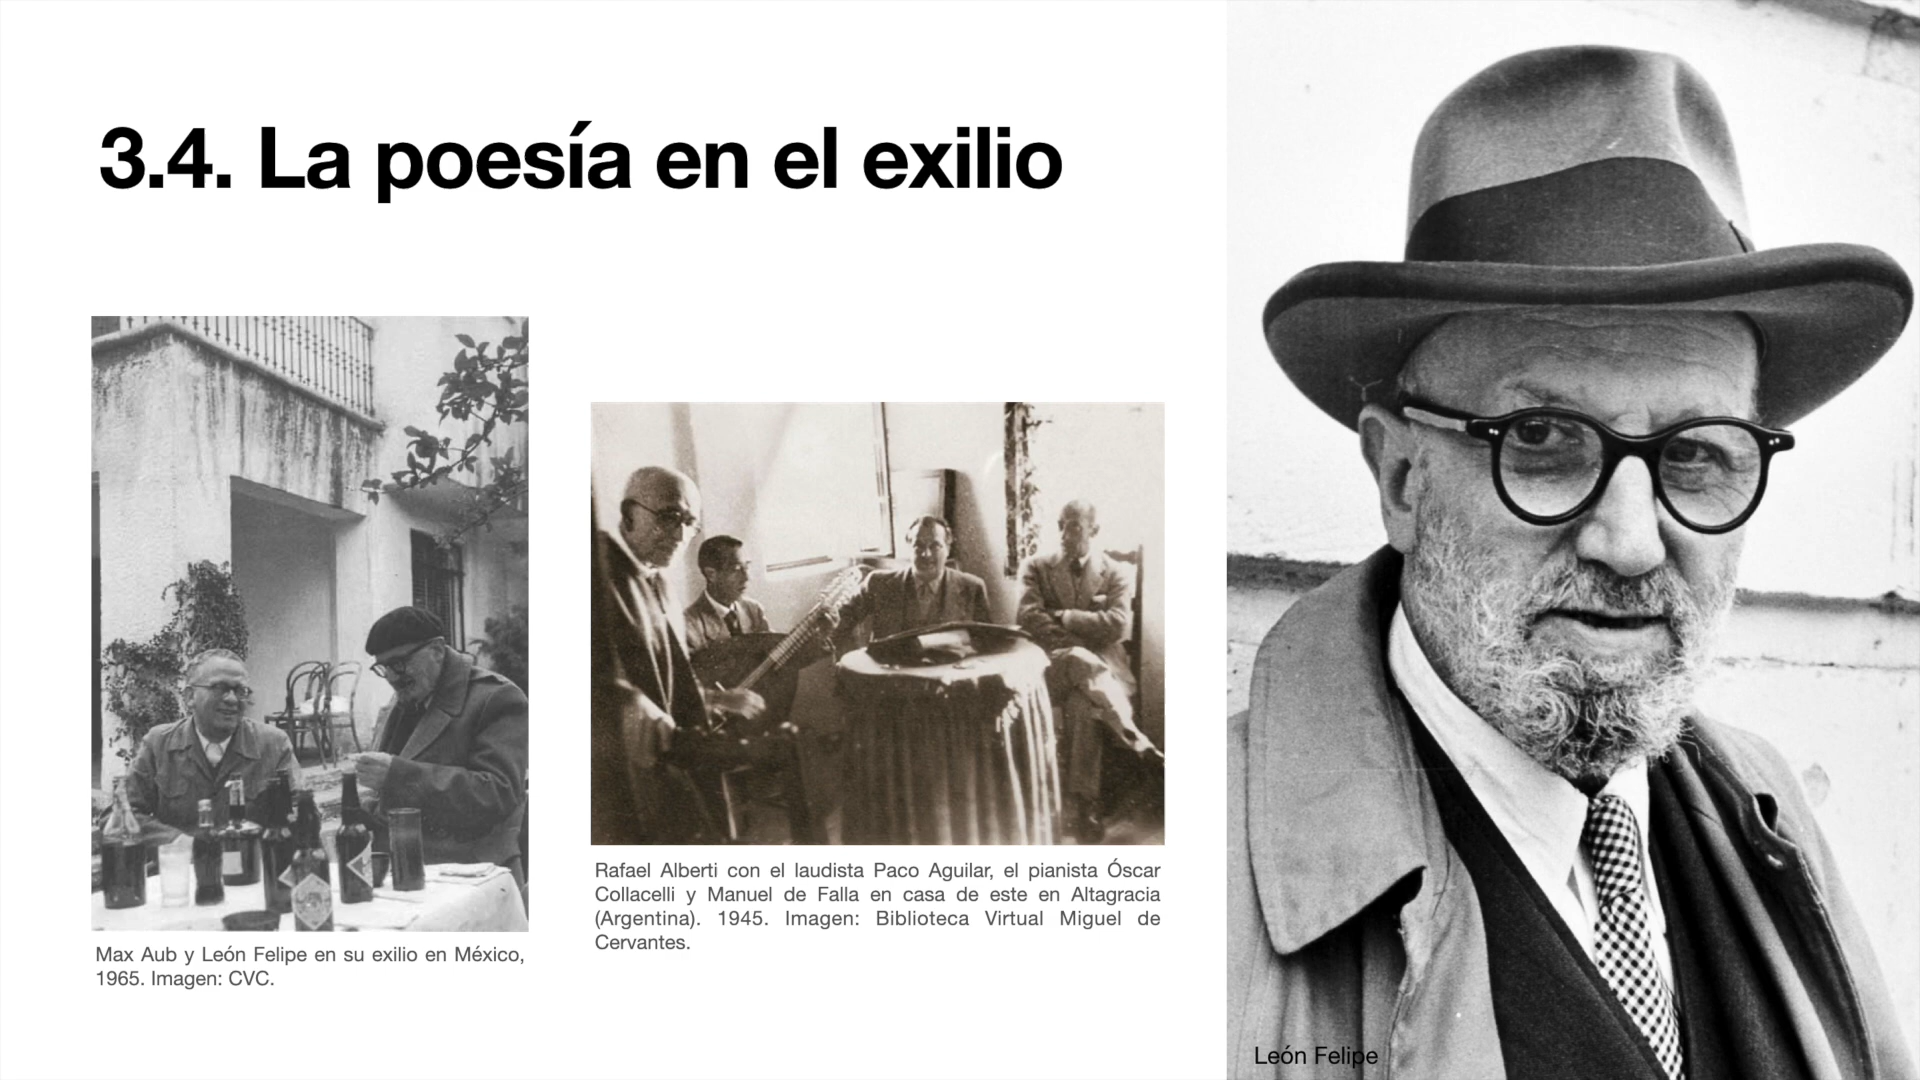 3.4. La poesía en el exilio
Max Aub y León Felipe en su exilio en México,
1965. Imagen: CVC.
Rafael Alberti con el laudista Paco Aguilar, el pianista Óscar
Collacelli y Manuel de Falla en casa de este en Altagracia
(Argentina). 1945. Imagen: Biblioteca Virtual Miguel de
Cervantes.
León Felipe